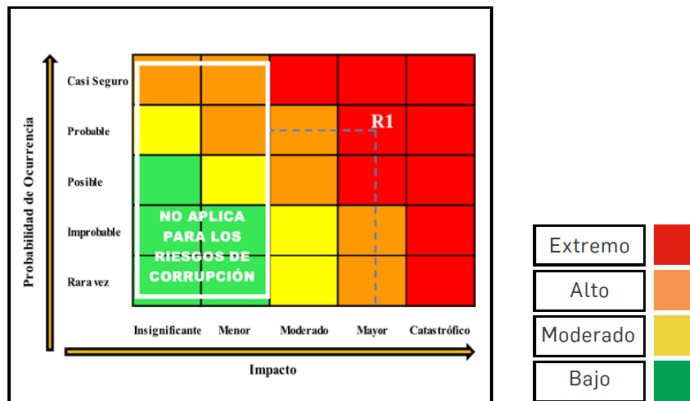 Probabilidad de Ocurrencia
Casi Seguro
Probable
R1
Posible
Improbable
Rara vez
NO APLICA
PARA LOS
RIESGOS DE
CORRUPCIÓN
Insignificante
Menor
Moderado
Mayor
Catastrófico
Impacto
Extremo
Alto
Moderado
Bajo